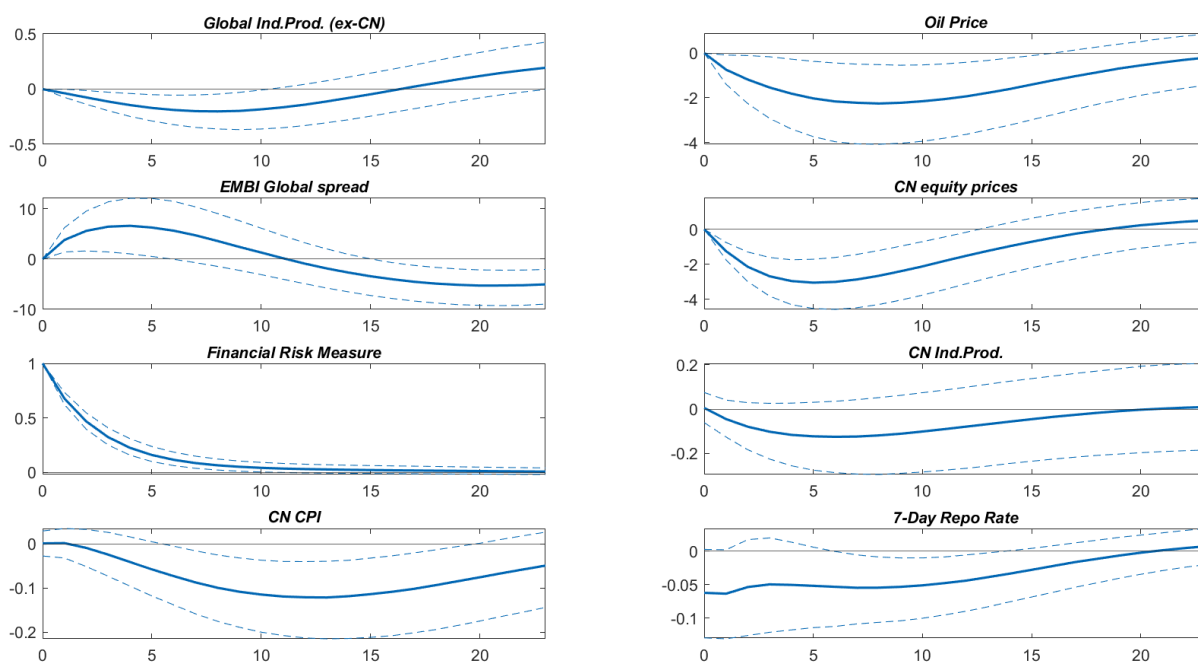 Global Ind.Prod. (ex-CN)
0.5
0
-0.5
0 5 10 15 20
Oil Price
0
-2
-4
0 5 10 15 20
EMBI Global spread
10
0
-10
0 5 10 15 20
CN equity prices
0
-2
-4
0 5 10 15 20
Financial Risk Measure
1
0.5
0
0 5 10 15 20
CN Ind.Prod.
0.2
0
-0.2
0 5 10 15 20
CN CPI
0
-0.1
-0.2
0 5 10 15 20
7-Day Repo Rate
0
-0.05
-0.1
0 5 10 15 20